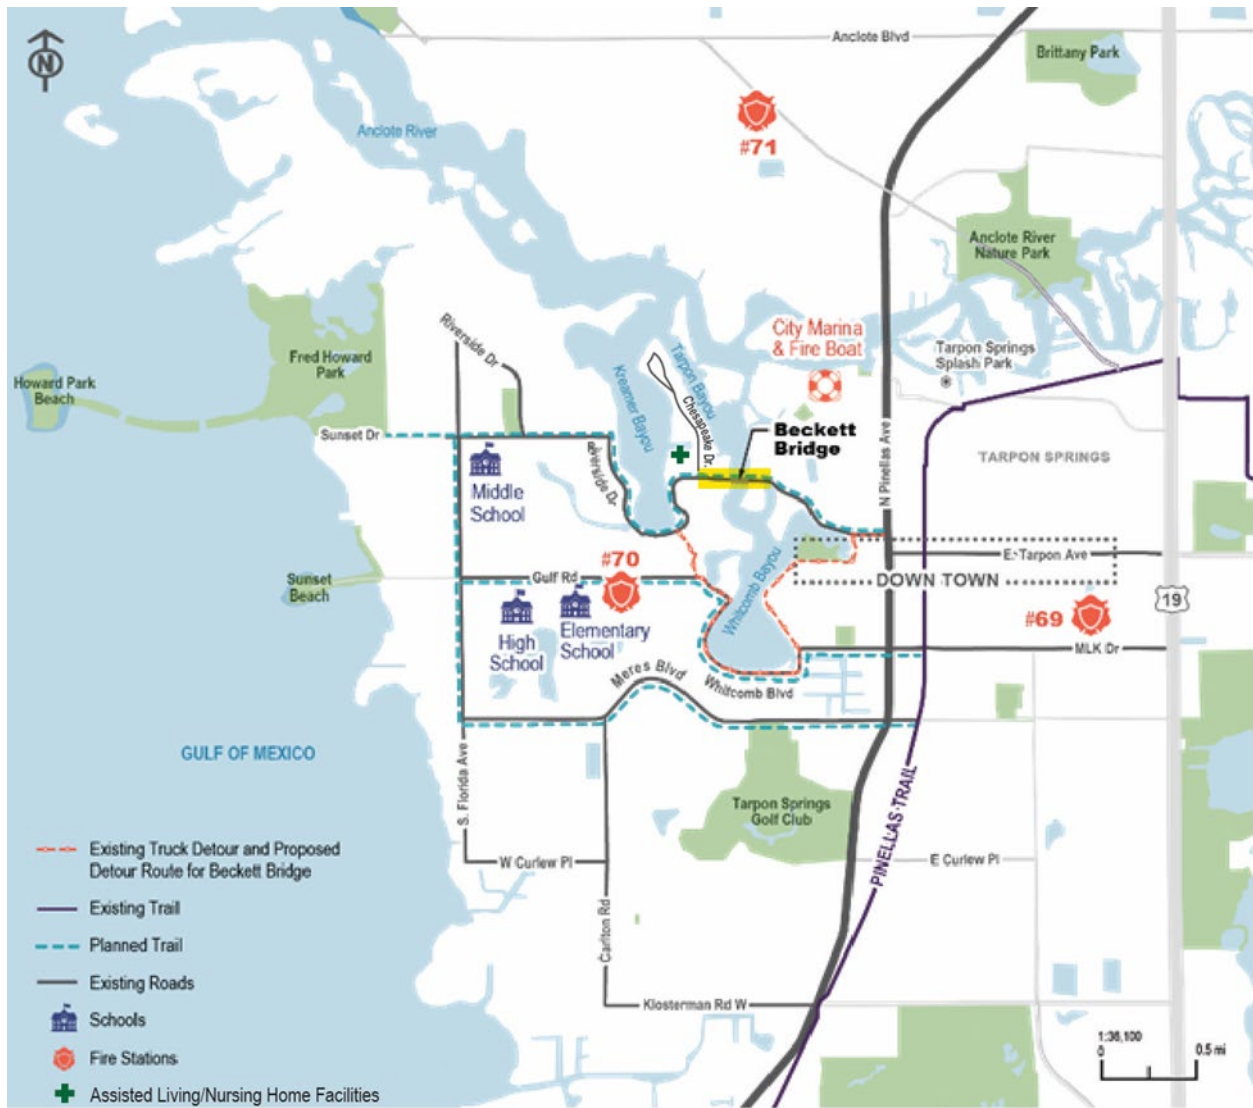 N
Anclote Blvd
Brittany Park
#71
Anclote River
Anclote River
Nature Park
City Marina
& Fire Boat
Tarpon Springs
Splash Park
Riverside Dr
Fred Howard
Park
Howard Park
Beach
Kreamer Bayou
Tarpon Bayou
Chesapeake Dr.
Beckett
Bridge
N Pinellas Ave
TARPON SPRINGS
Sunset Dr
Middle
School
erside Dr
E. Tarpon Ave
DOWN TOWN
#70
Gulf Rd
Sunset
Beach
Whitcomb Bayou
19
#69
MLK Dr
High
School
Elementary
School
Meres Blvd
Whitcomb Blvd
GULF OF MEXICO
S. Florida Ave
Tarpon Springs
Golf Club
PINELLAS TRAIL
W Curlew Pl
E Curlew Pl
Carlton Rd
Klosterman Rd W
Existing Truck Detour and Proposed
Detour Route for Beckett Bridge
Existing Trail
Planned Trail
Existing Roads
Schools
Fire Stations
Assisted Living/Nursing Home Facilities
1:36,100
0
0.5 mi